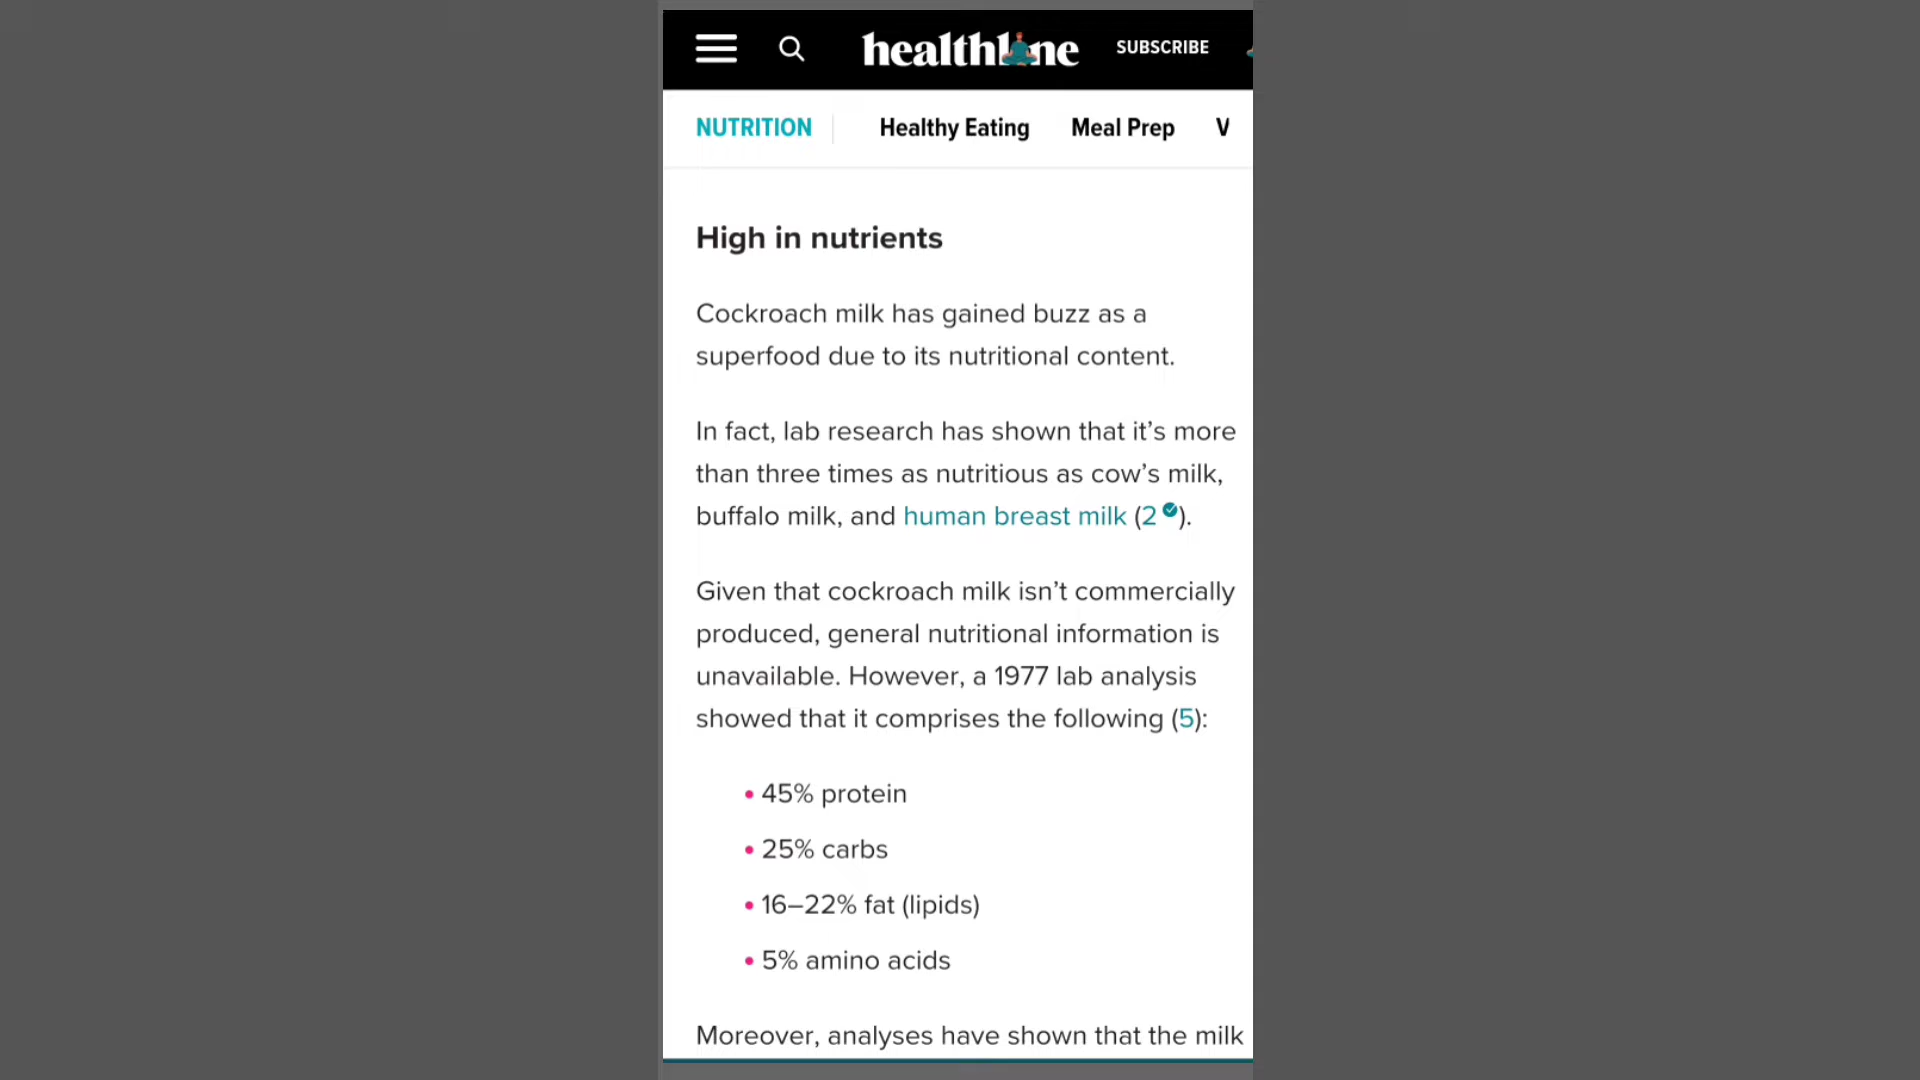 healthline SUBSCRIBE
NUTRITION Healthy Eating Meal Prep V
High in nutrients
Cockroach milk has gained buzz as a
superfood due to its nutritional content.
In fact, lab research has shown that it’s more
than three times as nutritious as cow’s milk,
buffalo milk, and human breast milk (2).
Given that cockroach milk isn’t commercially
produced, general nutritional information is
unavailable. However, a 1977 lab analysis
showed that it comprises the following (5):
• 45% protein
• 25% carbs
• 16–22% fat (lipids)
• 5% amino acids
Moreover, analyses have shown that the milk